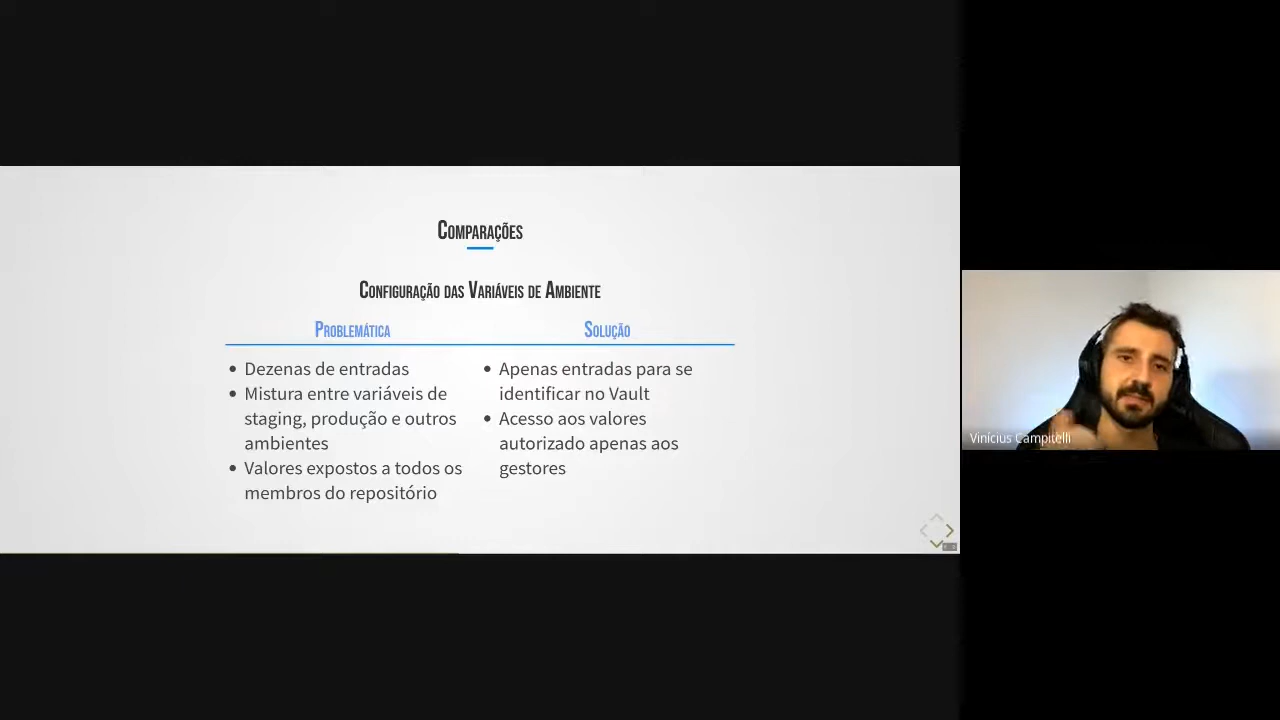 Comparações
Configuração das Variáveis de Ambiente
Problemática
Solução
• Dezenas de entradas
• Mistura entre variáveis de
staging, produção e outros
ambientes
• Valores expostos a todos os
membros do repositório
• Apenas entradas para se
identificar no Vault
• Acesso aos valores
autorizado apenas aos
gestores
Vinícius Campitelli